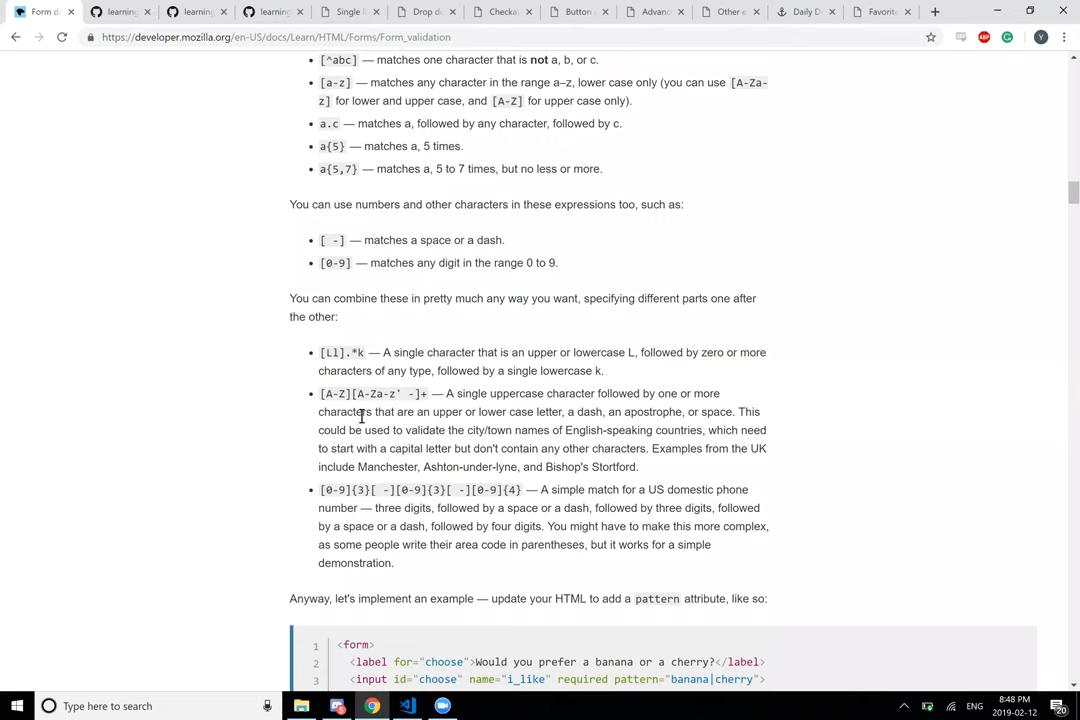 Form d
learning
learning
learning
Single l
Drop d
Checka
Button
Advanc
Other e
Daily D
Favorite
https://developer.mozilla.org/en-US/docs/Learn/HTML/Forms/Form_validation
ABP
Y
• [^abc] — matches one character that is not a, b, or c.
• [a-z] — matches any character in the range a–z, lower case only (you can use [A-Za-
z] for lower and upper case, and [A-Z] for upper case only).
• a.c — matches a, followed by any character, followed by c.
• a{5} — matches a, 5 times.
• a{5,7} — matches a, 5 to 7 times, but no less or more.
You can use numbers and other characters in these expressions too, such as:
• [ -] — matches a space or a dash.
• [0-9] — matches any digit in the range 0 to 9.
You can combine these in pretty much any way you want, specifying different parts one after
the other:
• [Ll].*k — A single character that is an upper or lowercase L, followed by zero or more
characters of any type, followed by a single lowercase k.
• [A-Z][A-Za-z' -]+ — A single uppercase character followed by one or more
characters that are an upper or lower case letter, a dash, an apostrophe, or space. This
could be used to validate the city/town names of English-speaking countries, which need
to start with a capital letter but don't contain any other characters. Examples from the UK
include Manchester, Ashton-under-lyne, and Bishop's Stortford.
• [0-9]{3}[ -][0-9]{3}[ -][0-9]{4} — A simple match for a US domestic phone
number — three digits, followed by a space or a dash, followed by three digits, followed
by a space or a dash, followed by four digits. You might have to make this more complex,
as some people write their area code in parentheses, but it works for a simple
demonstration.
Anyway, let's implement an example — update your HTML to add a pattern attribute, like so:
1 <form>
2 <label for="choose">Would you prefer a banana or a cherry?</label>
3 <input id="choose" name="i_like" required pattern="banana|cherry">
Type here to search
ENG
8:48 PM
2019-02-12
20